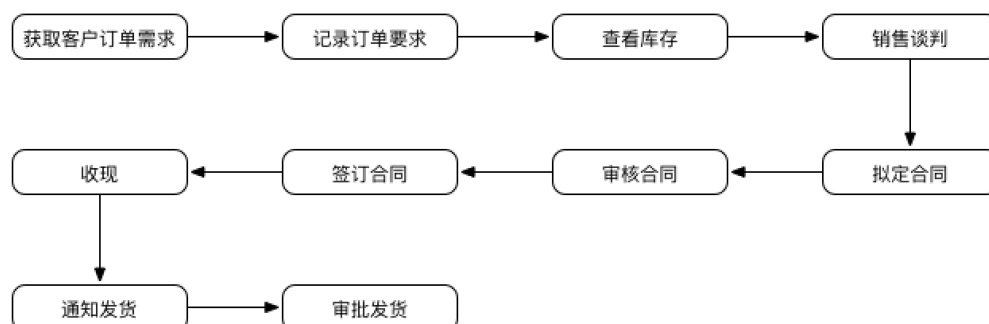 获取客户订单需求
记录订单要求
查看库存
销售谈判
拟定合同
审核合同
签订合同
收现
通知发货
审批发货